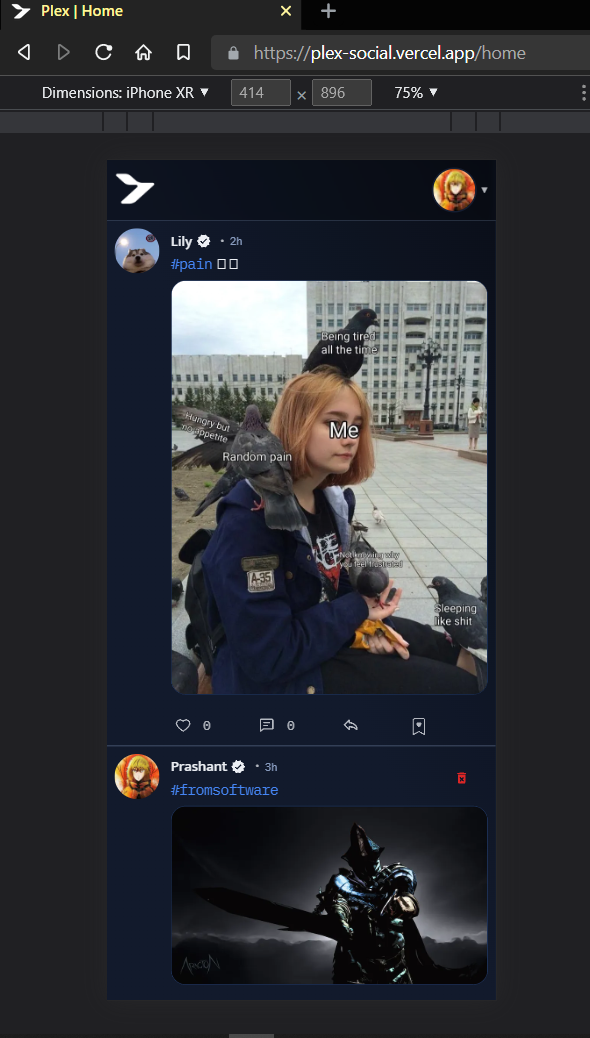 Plex | Home
https://plex-social.vercel.app/home
Dimensions: iPhone XR ▼ 414 × 896 75% ▼
Lily • 2h
#pain
Being tired
all the time
Hungry but
no appetite
Me
Random pain
Not knowing why
you feel frustrated
A-35
Sleeping
like shit
0 0
Prashant • 3h
#fromsoftware